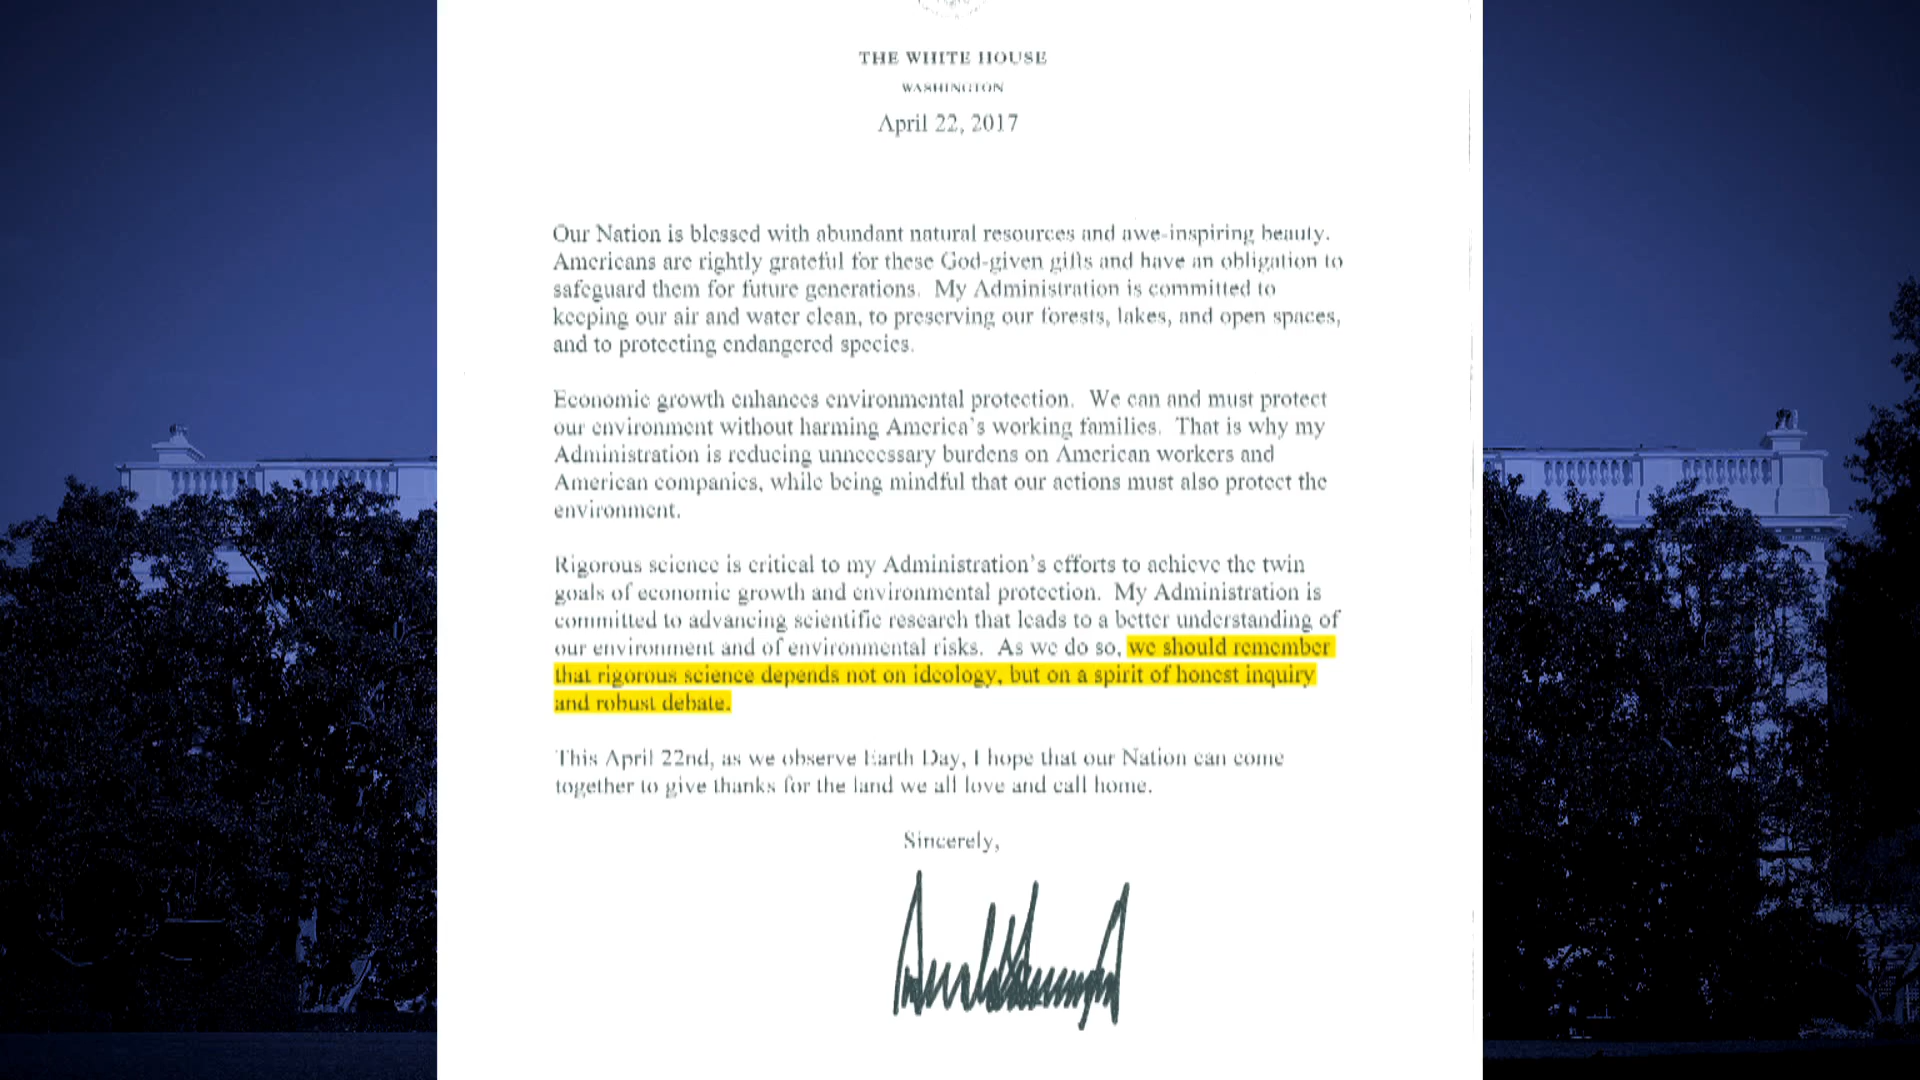 THE WHITE HOUSE
WASHINGTON
April 22, 2017
Our Nation is blessed with abundant natural resources and awe-inspiring beauty.
Americans are rightly grateful for these God-given gifts and have an obligation to
safeguard them for future generations. My Administration is committed to
keeping our air and water clean, to preserving our forests, lakes, and open spaces,
and to protecting endangered species.
Economic growth enhances environmental protection. We can and must protect
our environment without harming America's working families. That is why my
Administration is reducing unnecessary burdens on American workers and
American companies, while being mindful that our actions must also protect the
environment.
Rigorous science is critical to my Administration's efforts to achieve the twin
goals of economic growth and environmental protection. My Administration is
committed to advancing scientific research that leads to a better understanding of
our environment and of environmental risks. As we do so, we should remember
that rigorous science depends not on ideology, but on a spirit of honest inquiry
and robust debate.
This April 22nd, as we observe Earth Day, I hope that our Nation can come
together to give thanks for the land we all love and call home.
Sincerely,